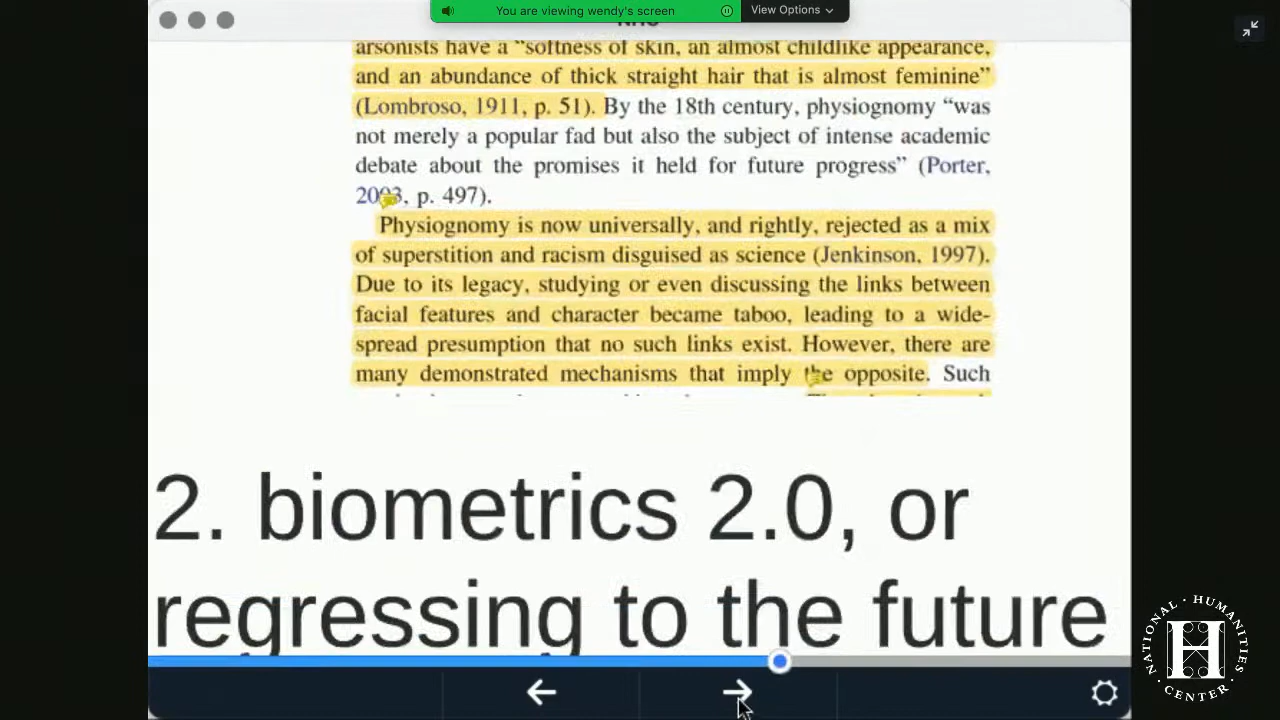 You are viewing wendy's screen
View Options
NHC
arsonists have a “softness of skin, an almost childlike appearance,
and an abundance of thick straight hair that is almost feminine”
(Lombroso, 1911, p. 51). By the 18th century, physiognomy “was
not merely a popular fad but also the subject of intense academic
debate about the promises it held for future progress” (Porter,
2003, p. 497).
Physiognomy is now universally, and rightly, rejected as a mix
of superstition and racism disguised as science (Jenkinson, 1997).
Due to its legacy, studying or even discussing the links between
facial features and character became taboo, leading to a wide-
spread presumption that no such links exist. However, there are
many demonstrated mechanisms that imply the opposite. Such
2. biometrics 2.0, or
regressing to the future
NATIONAL · HUMANITIES · CENTER ·
H